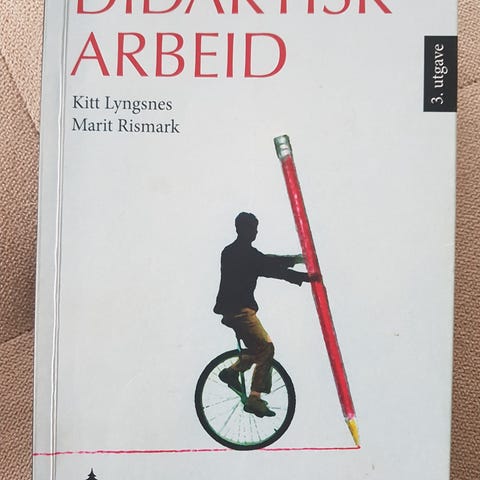 DIDAKTISK
ARBEID
Kitt Lyngsnes
Marit Rismark
3. utgave